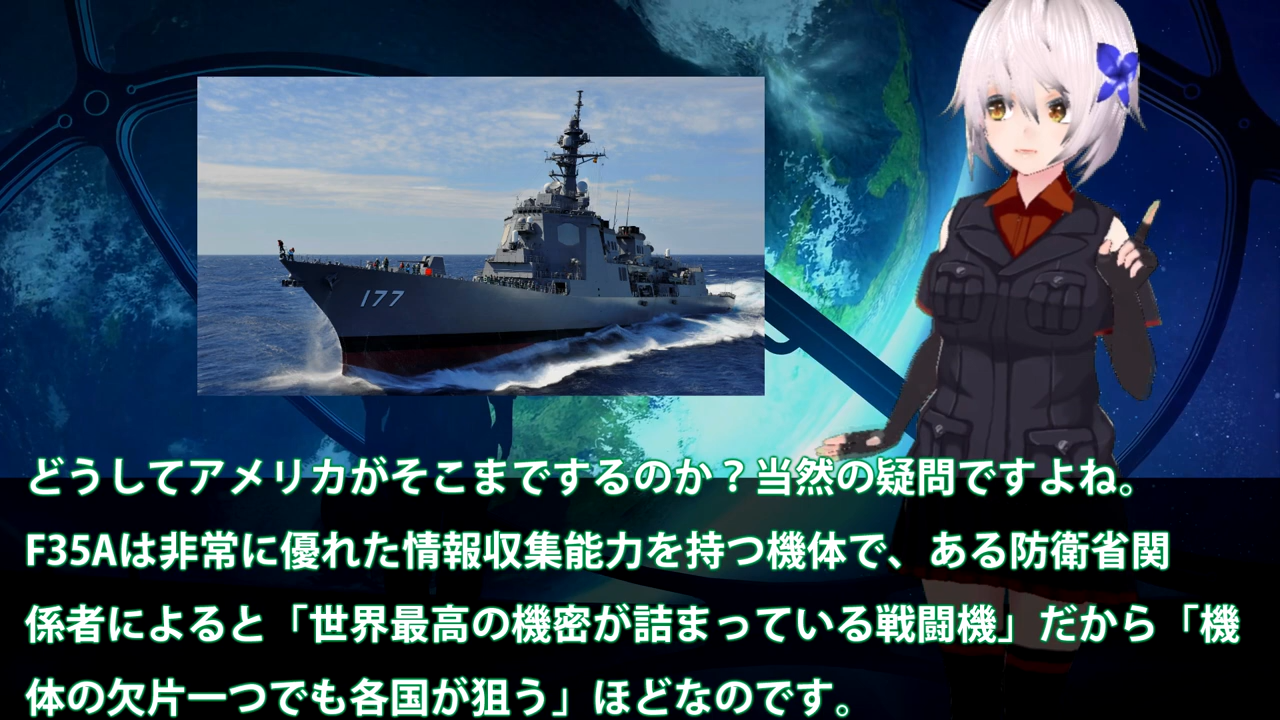 177
どうしてアメリカがそこまでするのか？当然の疑問ですよね。
F35Aは非常に優れた情報収集能力を持つ機体で、ある防衛省関
係者によると「世界最高の機密が詰まっている戦闘機」だから「機
体の欠片一つでも各国が狙う」ほどなのです。